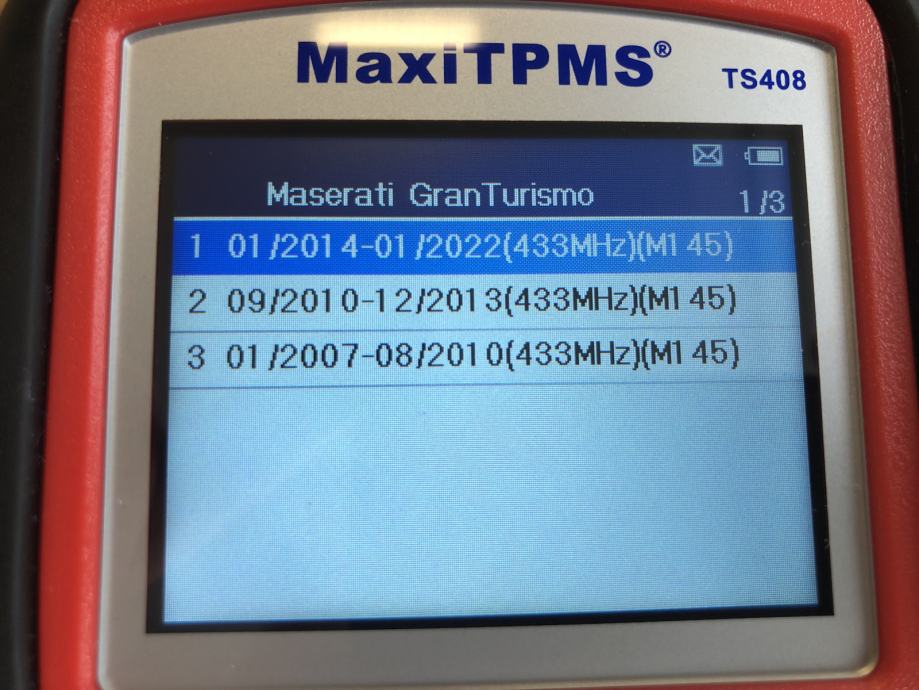 MaxiTPMS®
TS408
Maserati GranTurismo 1/3
1 01/2014-01/2022(433MHz)(M145)
2 09/2010-12/2013(433MHz)(M145)
3 01/2007-08/2010(433MHz)(M145)